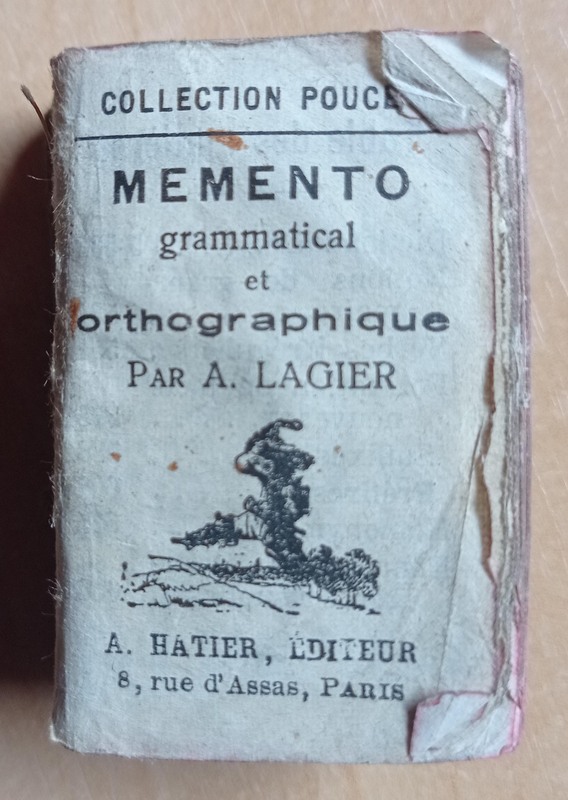 COLLECTION POUCE
MEMENTO
grammatical
et
orthographique
PAR A. LAGIER
A. HATIER, ÉDITEUR
8, rue d'Assas, PARIS